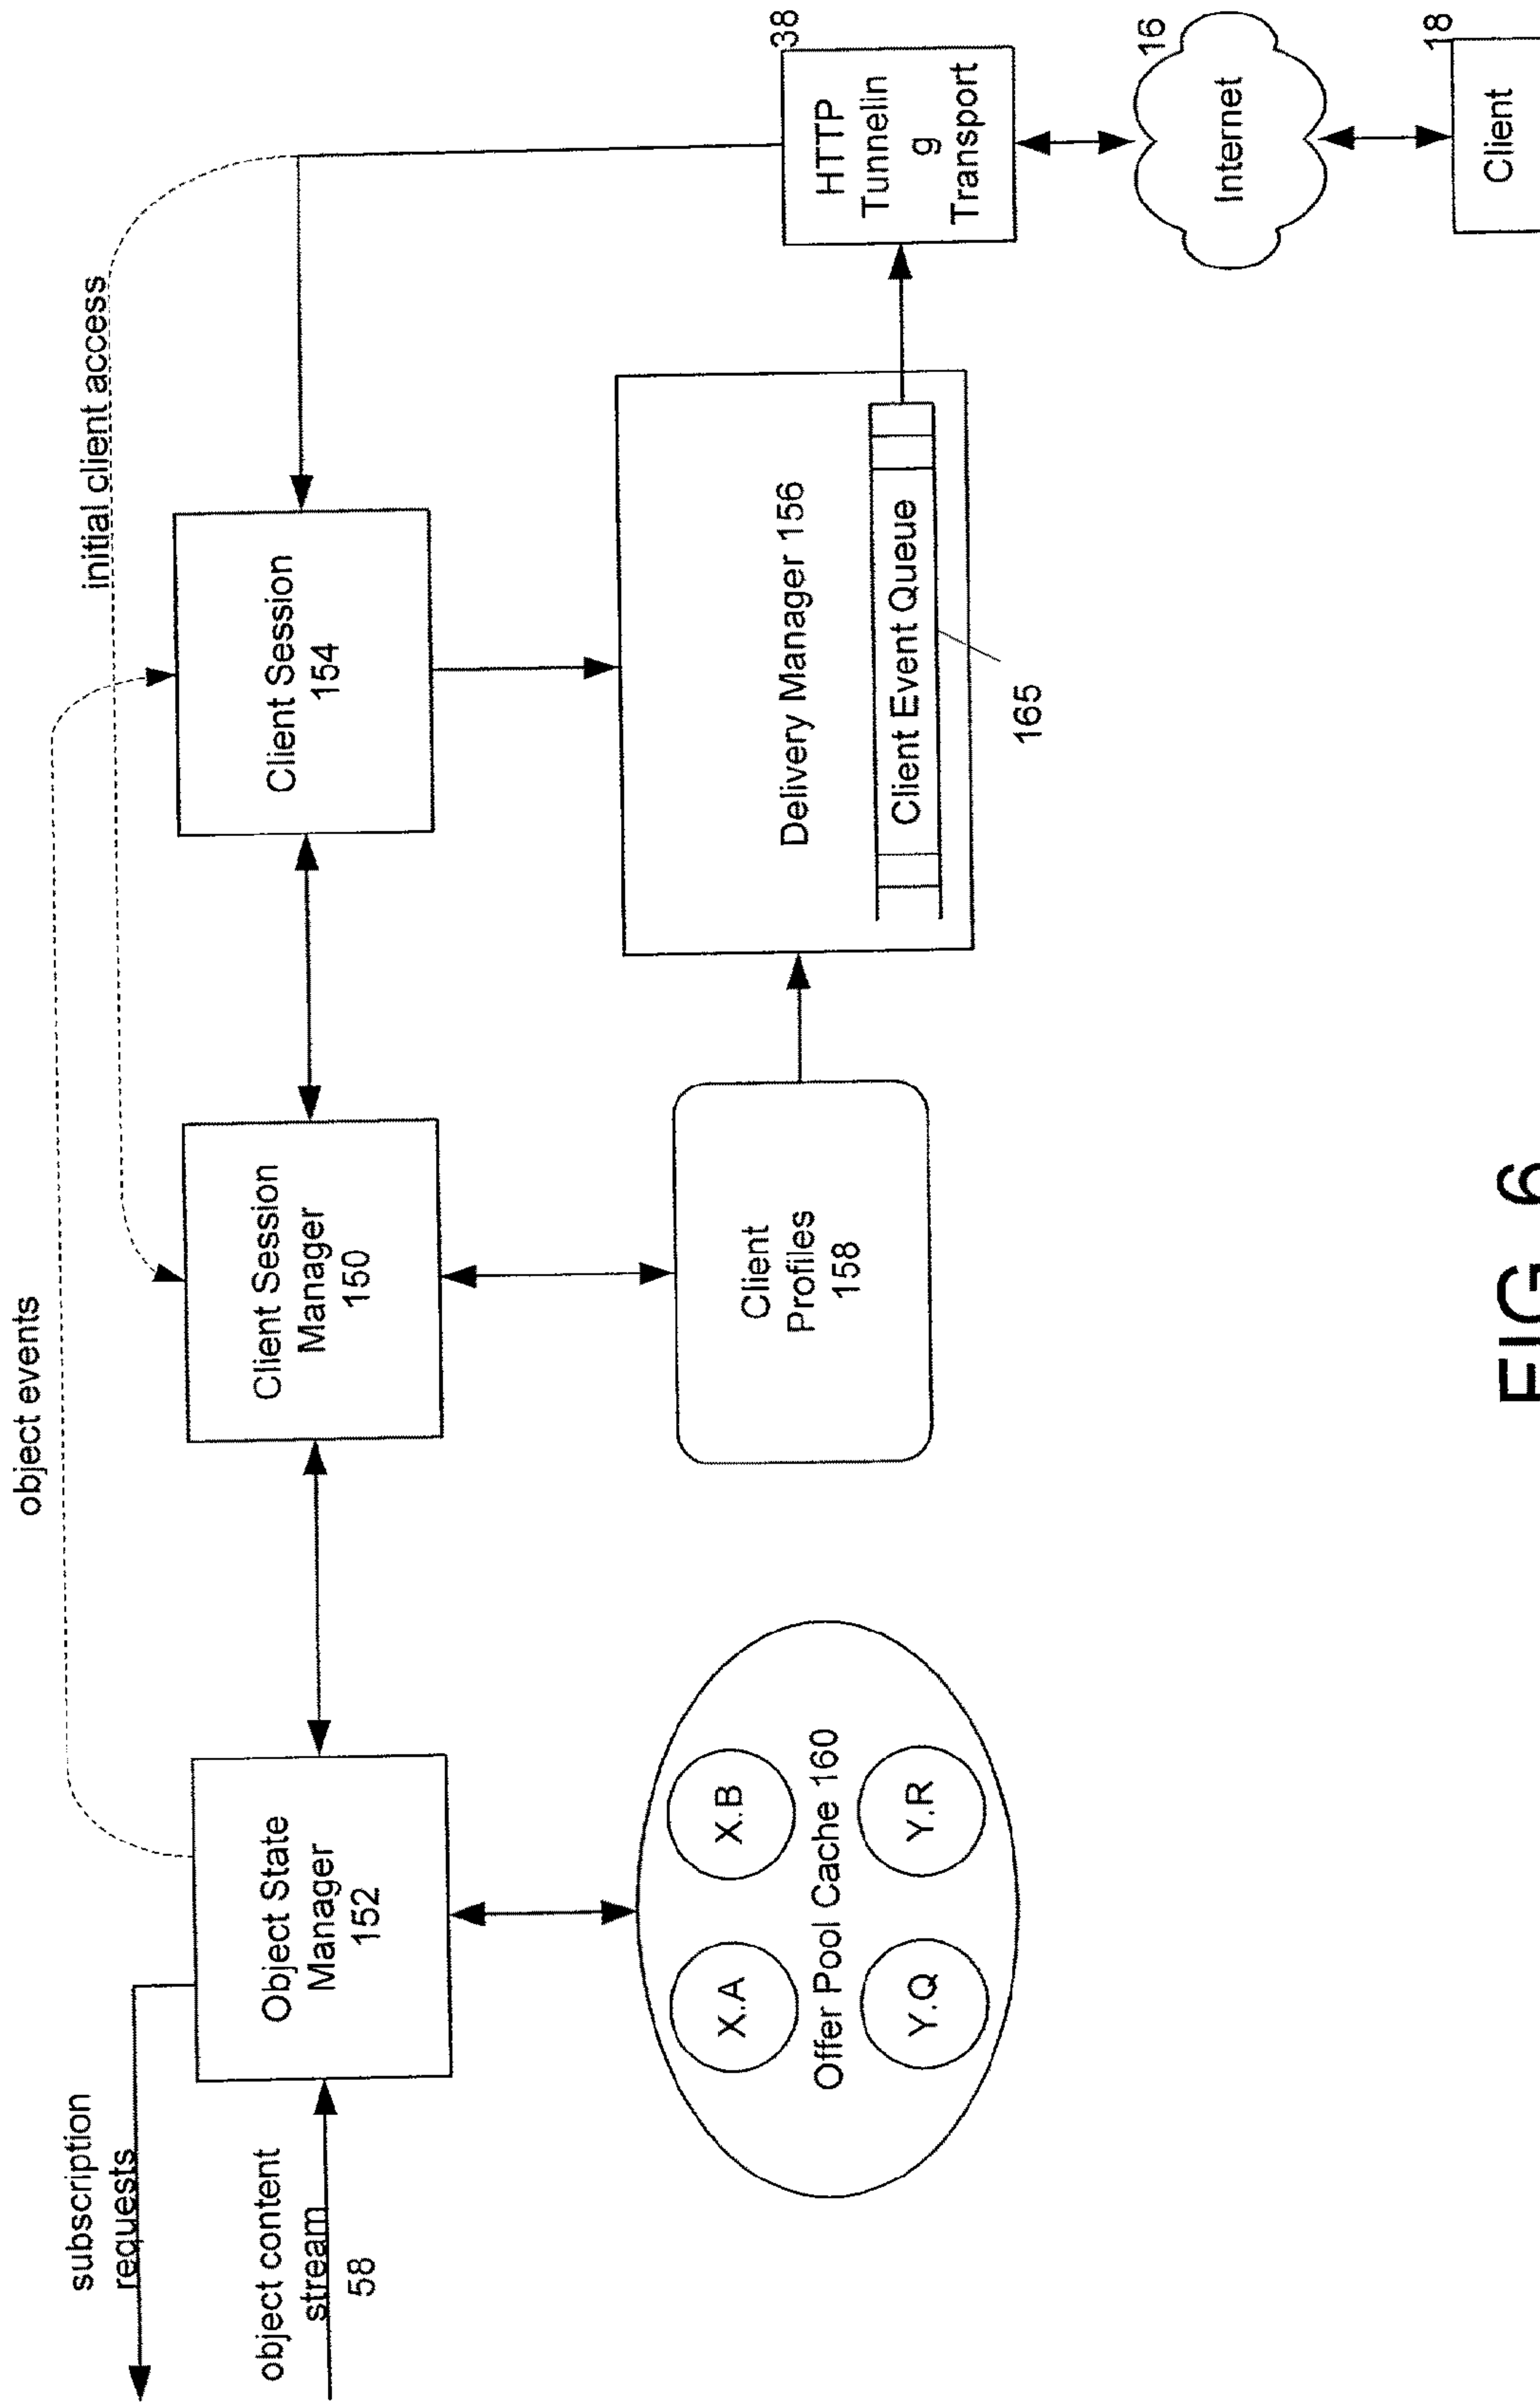 object events
initial client access
subscription
requests
object content
stream
58
Object State
Manager
152
Client Session
Manager
150
Client Session
154
38
HTTP
Tunnelin
g
Transport
X.A
X.B
Offer Pool Cache 160
Y.Q
Y.R
Client
Profiles
158
Delivery Manager 156
Client Event Queue
165
16
Internet
18
Client
FIG. 6